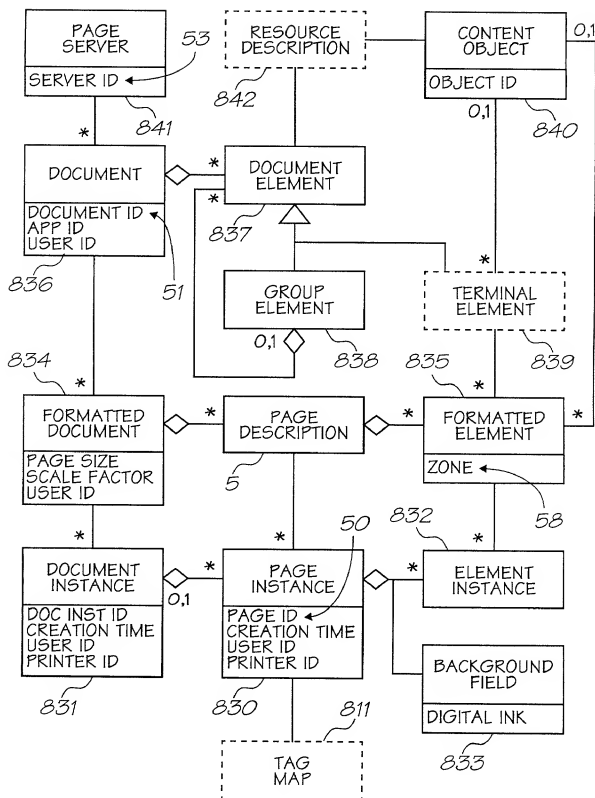 PAGE
SERVER
SERVER ID
53
841
*
RESOURCE
DESCRIPTION
842
CONTENT
OBJECT
OBJECT ID
0,1
0,1
840
DOCUMENT
DOCUMENT ID
APP ID
USER ID
836
51
*
*
DOCUMENT
ELEMENT
837
GROUP
ELEMENT
0,1
838
*
TERMINAL
ELEMENT
839
834
*
FORMATTED
DOCUMENT
PAGE SIZE
SCALE FACTOR
USER ID
*
PAGE
DESCRIPTION
5
*
835
*
FORMATTED
ELEMENT
*
ZONE
58
*
DOCUMENT
INSTANCE
0,1
DOC INST ID
CREATION TIME
USER ID
PRINTER ID
831
*
*
50
PAGE
INSTANCE
PAGE ID
CREATION TIME
USER ID
PRINTER ID
830
*
832
*
ELEMENT
INSTANCE
BACKGROUND
FIELD
DIGITAL INK
833
811
TAG
MAP